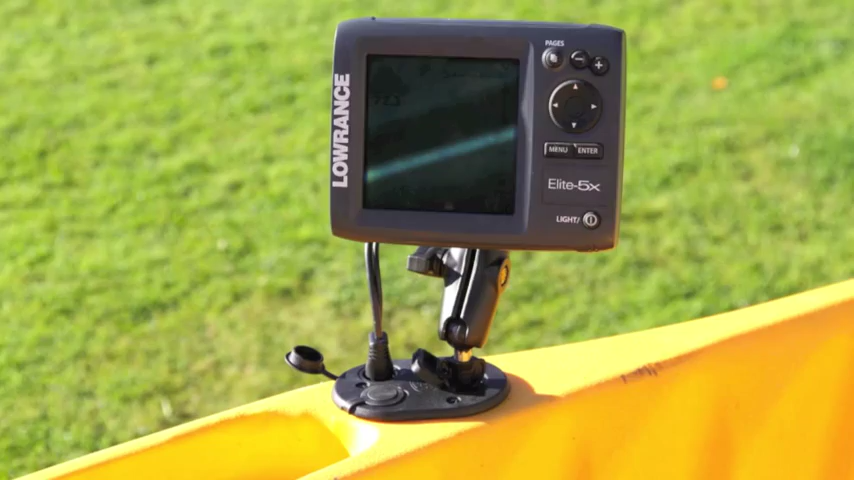 LOWRANCE
PAGES
MENU ENTER
Elite-5x
LIGHT/